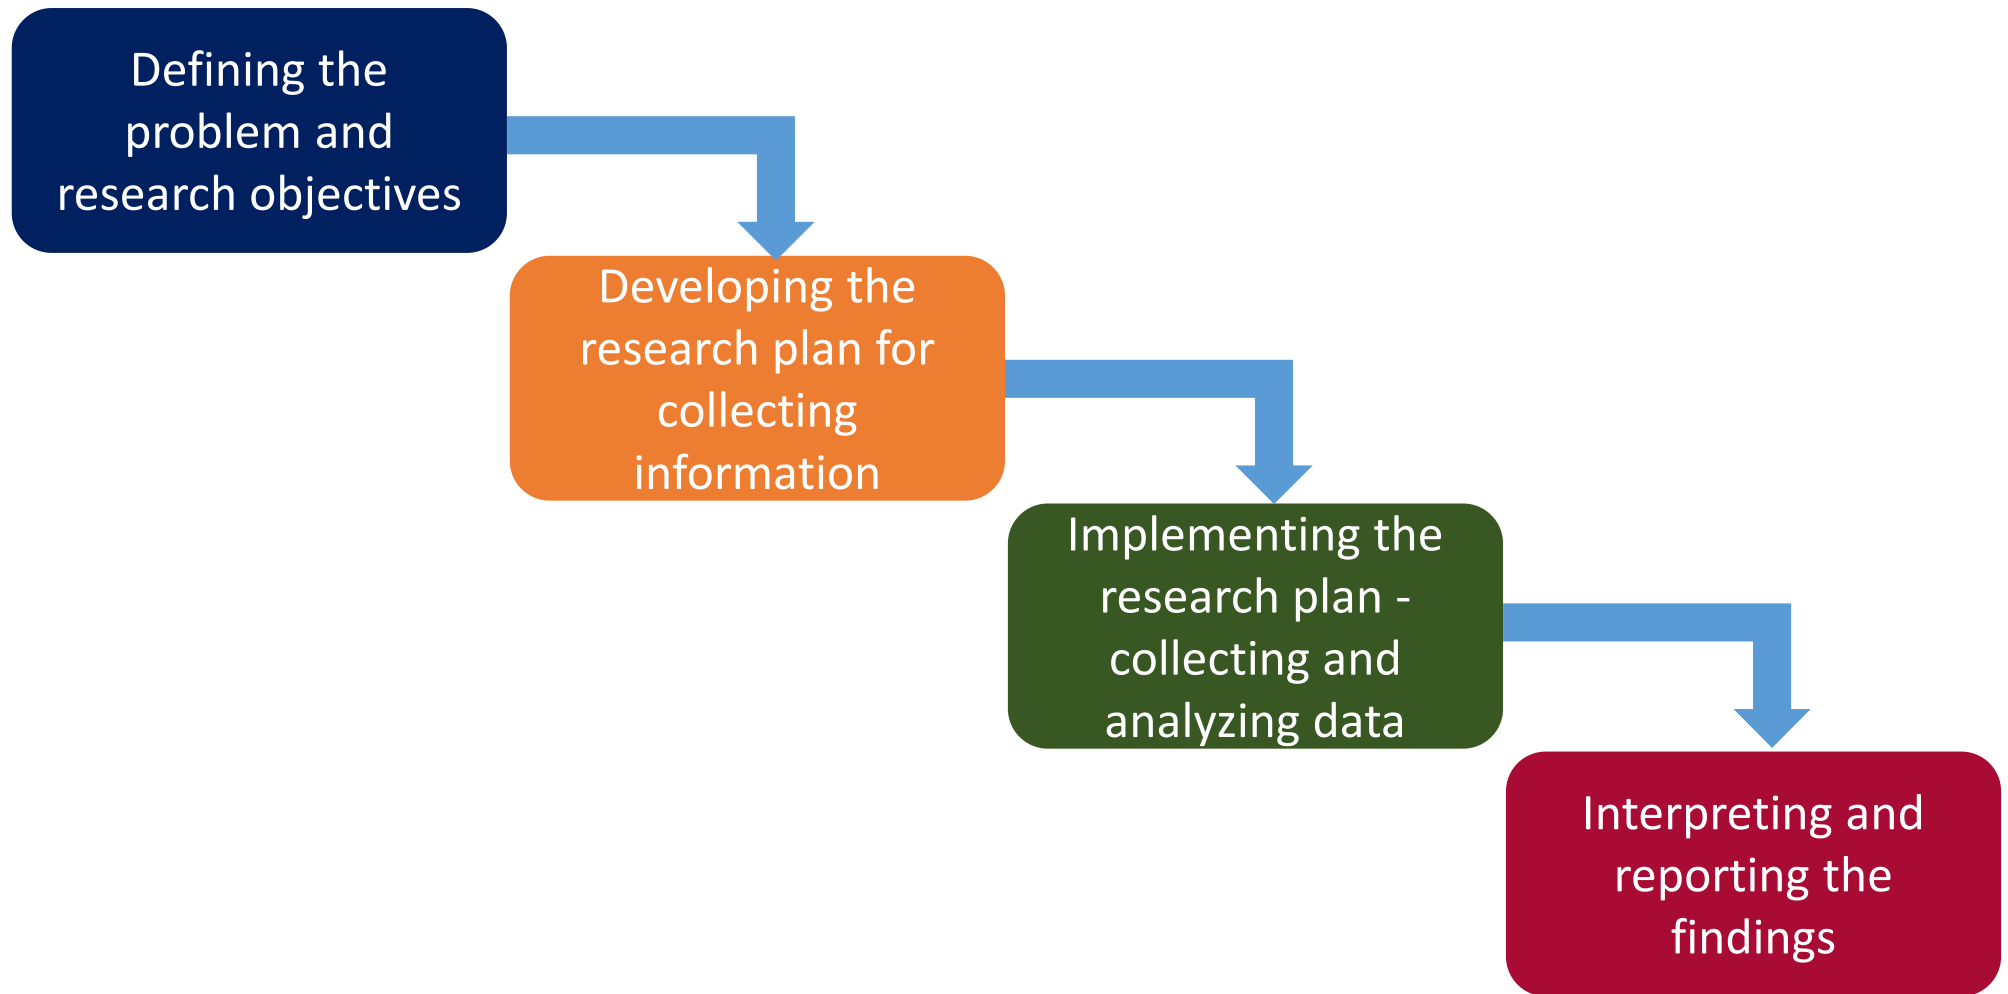 Defining the
problem and
research objectives
Developing the
research plan for
collecting
information
Implementing the
research plan -
collecting and
analyzing data
Interpreting and
reporting the
findings